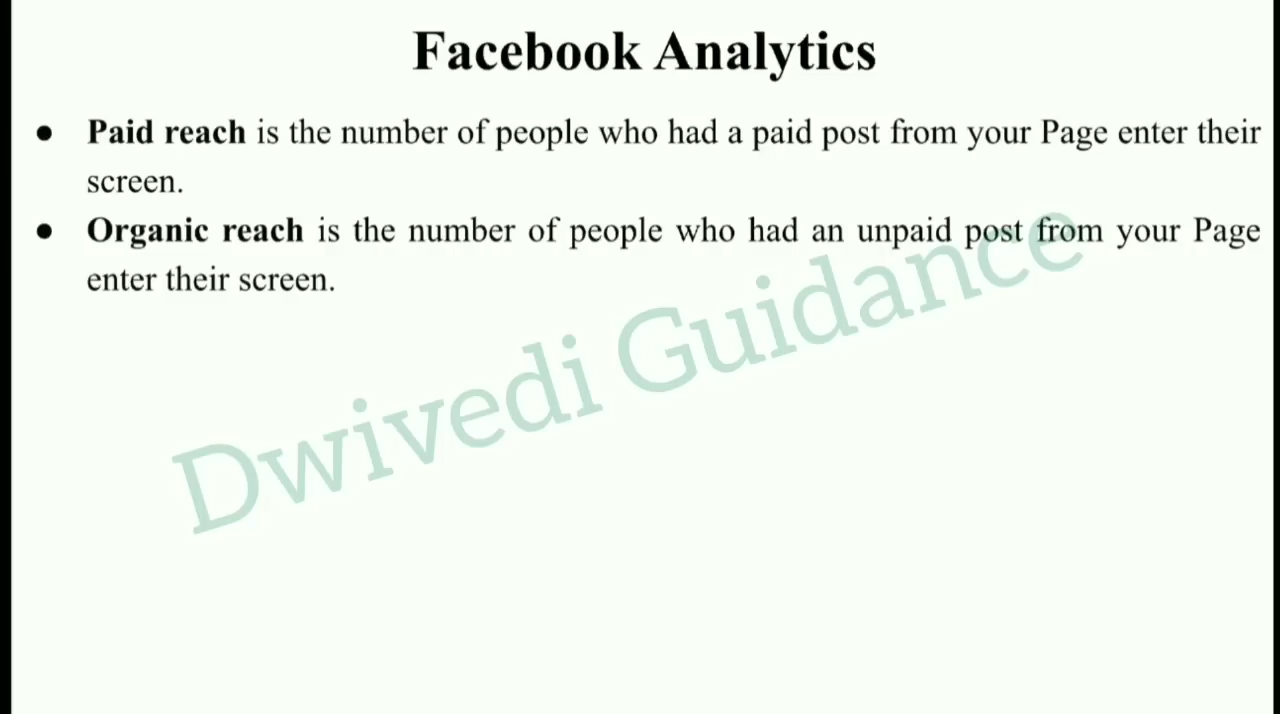 Facebook Analytics
● Paid reach is the number of people who had a paid post from your Page enter their
screen.
● Organic reach is the number of people who had an unpaid post from your Page
enter their screen.
Dwivedi Guidance